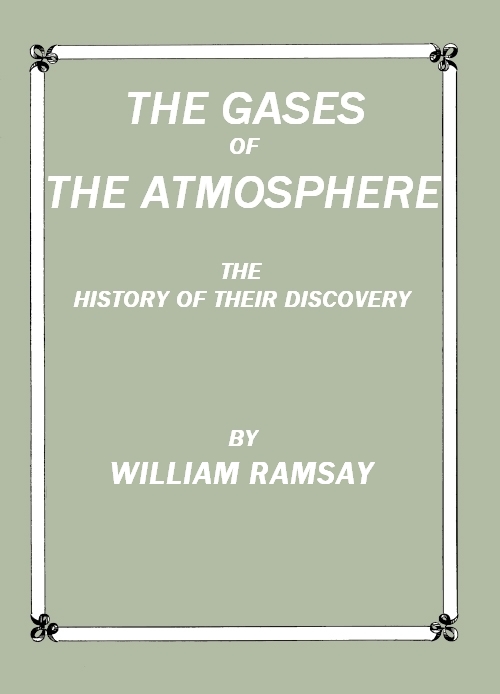 THE GASES
OF
THE ATMOSPHERE
THE
HISTORY OF THEIR DISCOVERY
BY
WILLIAM RAMSAY